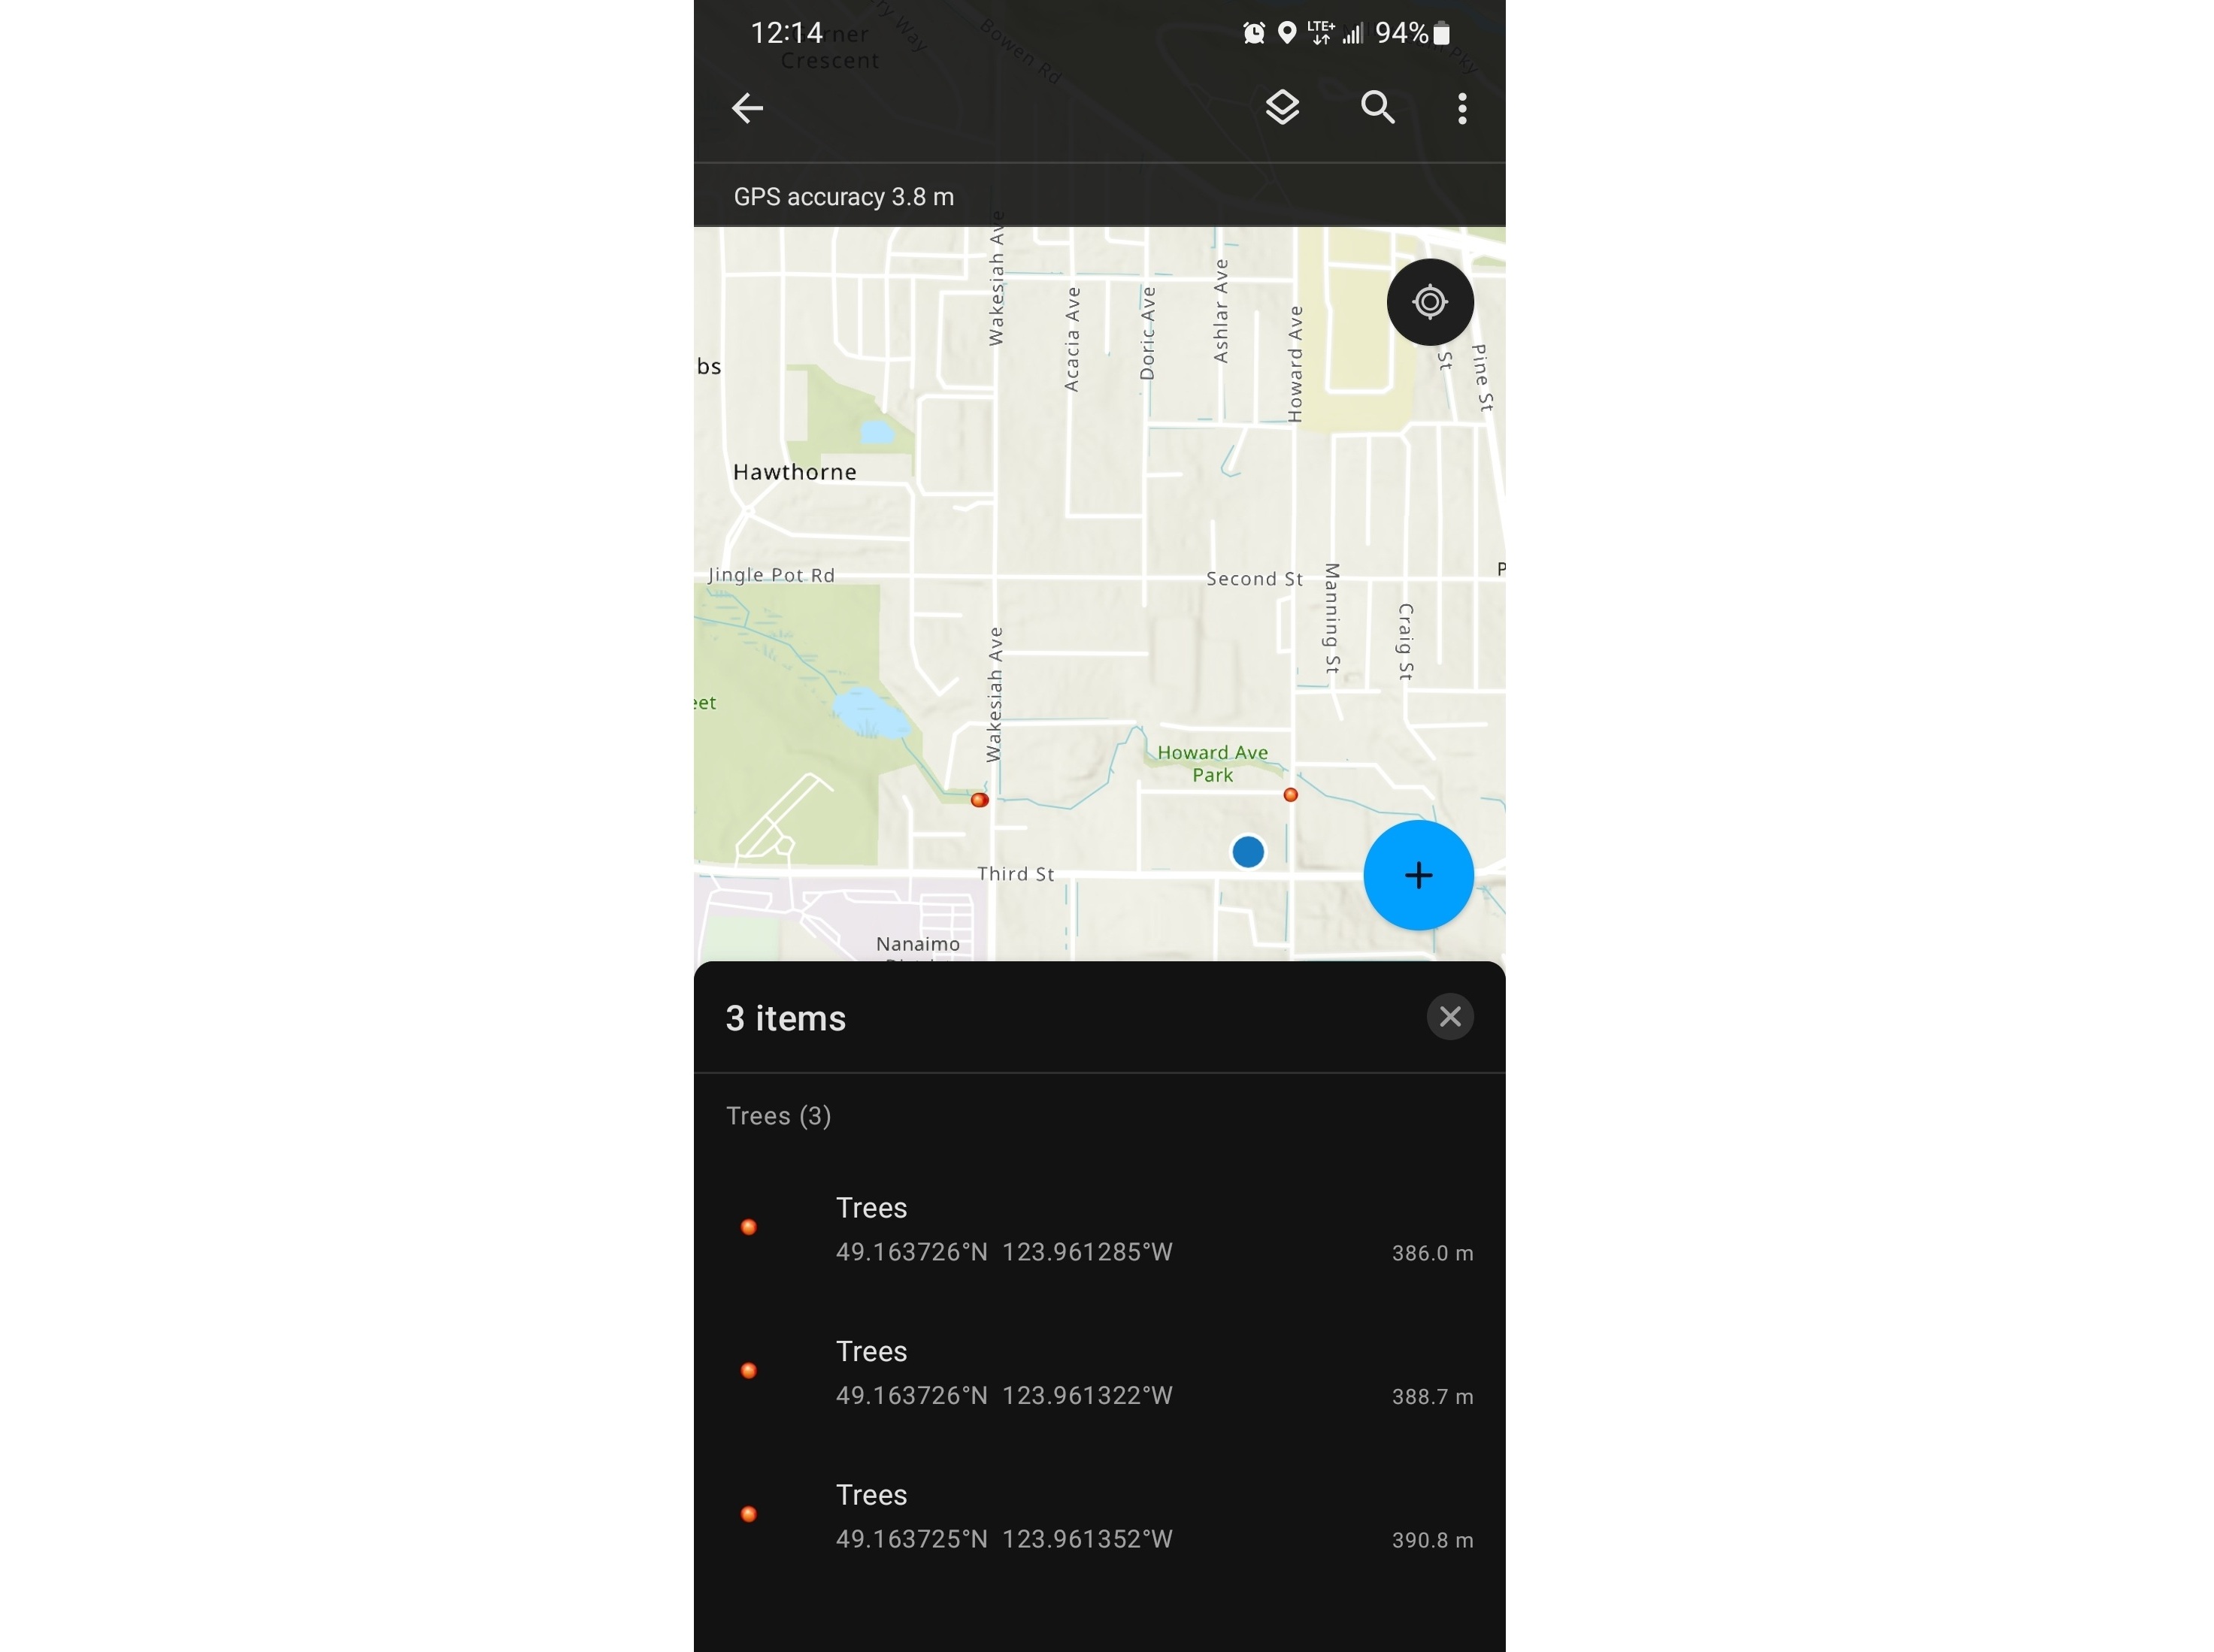 12:14
LTE+
94%
Crescent
Bowen Rd
GPS accuracy 3.8 m
Wakesiah Ave
Acacia Ave
Doric Ave
Ashlar Ave
Howard Ave
St
Pine St
bs
Hawthorne
Jingle Pot Rd
Second St
Manning St
Craig St
P
Wakesiah Ave
eet
Howard Ave
Park
Third St
Nanaimo
3 items
Trees (3)
Trees
49.163726°N 123.961285°W
386.0 m
Trees
49.163726°N 123.961322°W
388.7 m
Trees
49.163725°N 123.961352°W
390.8 m